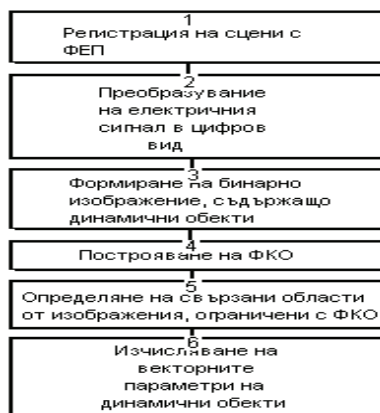 1
Регистрация на сцени с
ФЕП
2
Преобразуване
на електричния
сигнал в цифров
вид
3
Формиране на бинарно
изображение, съдържащо
динамични обекти
4
Построяване на ФКО
5
Определяне на свързани области
от изображения, ограничени с ФКО
6
Изчисляване на
векторните
параметри на
динамични обекти